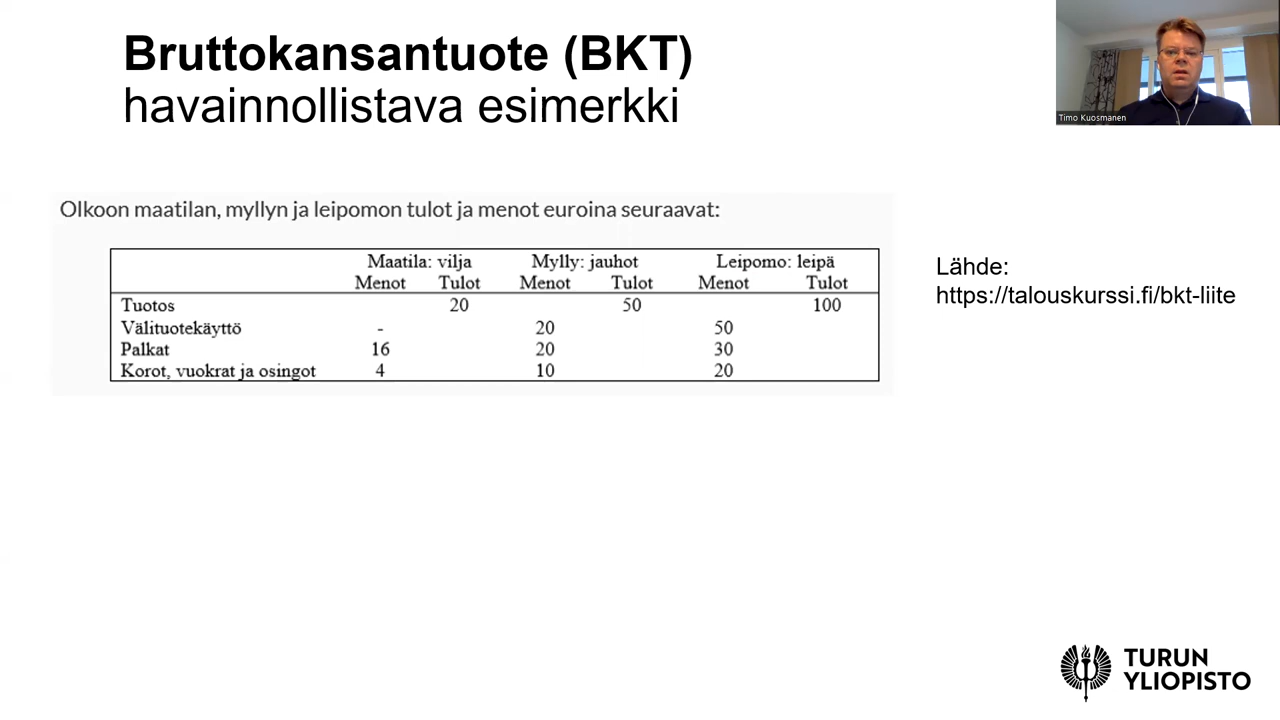 Bruttokansantuote (BKT)
havainnollistava esimerkki
Timo Kuosmanen
Olkoon maatilan, myllyn ja leipomon tulot ja menot euroina seuraavat:
Maatila: vilja Mylly: jauhot Leipomo: leipä
Menot Tulot Menot Tulot Menot Tulot
Tuotos 20 50 100
Välituotekäyttö - 20 50
Palkat 16 20 30
Korot, vuokrat ja osingot 4 10 20
Lähde:
https://talouskurssi.fi/bkt-liite
TURUN
YLIOPISTO